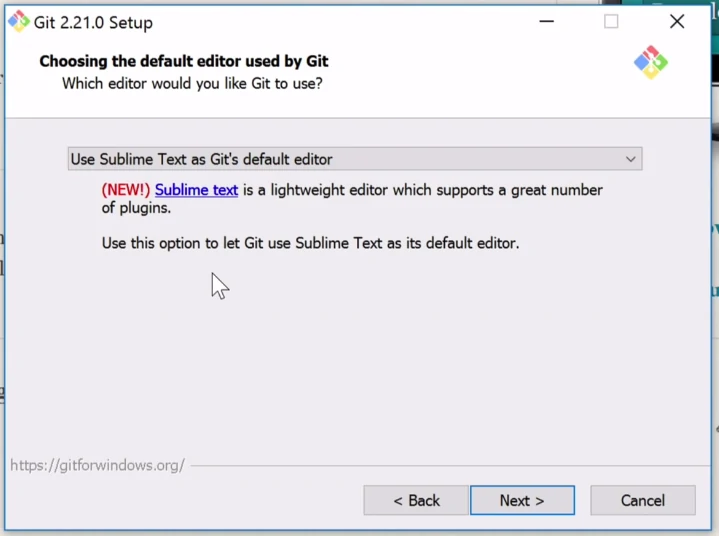 Git 2.21.0 Setup
Choosing the default editor used by Git
Which editor would you like Git to use?
Use Sublime Text as Git's default editor
(NEW!) Sublime text is a lightweight editor which supports a great number
of plugins.
Use this option to let Git use Sublime Text as its default editor.
https://gitforwindows.org/
< Back
Next >
Cancel